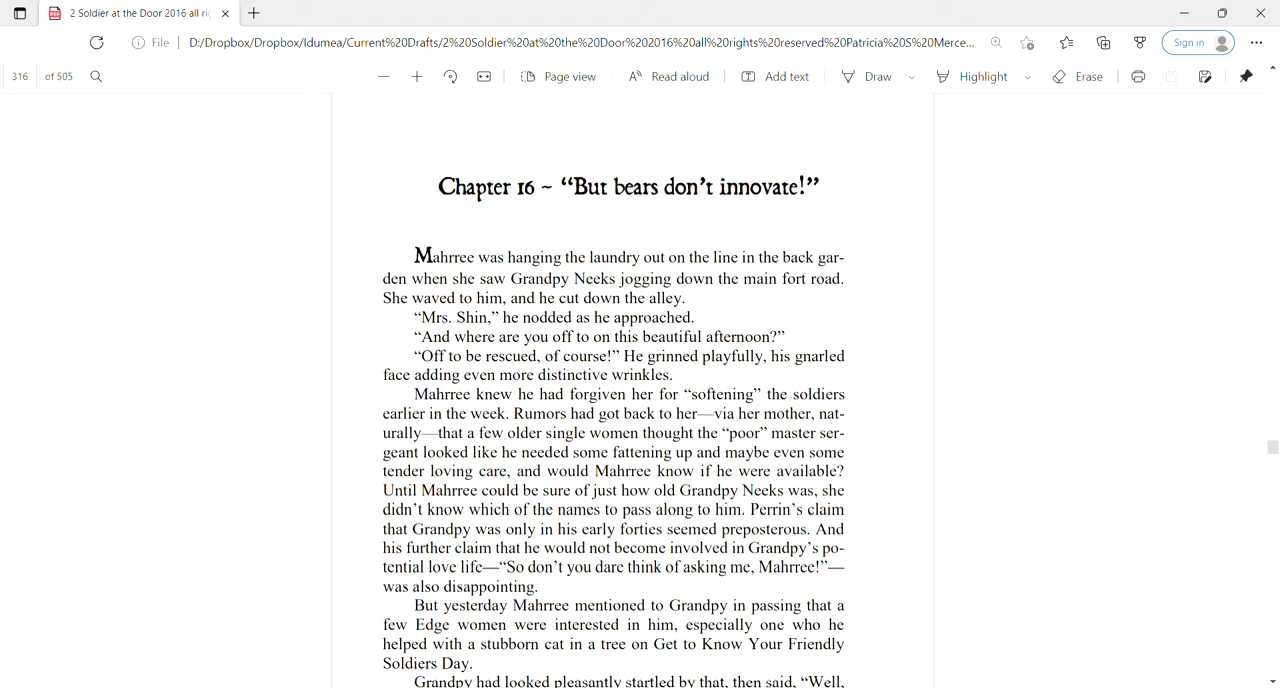 2 Soldier at the Door 2016 all ri
File D:/Dropbox/Dropbox/Idumea/Current%20Drafts/2%20Soldier%20at%20the%20Door%202016%20all%20rights%20reserved%20Patricia%20S%20Merce... Sign in
316 of 505 Page view Read aloud Add text Draw Highlight Erase
Chapter 16 ~ “But bears don’t innovate!”
Mahrree was hanging the laundry out on the line in the back gar-
den when she saw Grandpy Neeks jogging down the main fort road.
She waved to him, and he cut down the alley.
“Mrs. Shin,” he nodded as he approached.
“And where are you off to on this beautiful afternoon?”
“Off to be rescued, of course!” He grinned playfully, his gnarled
face adding even more distinctive wrinkles.
Mahrree knew he had forgiven her for “softening” the soldiers
earlier in the week. Rumors had got back to her—via her mother, nat-
urally—that a few older single women thought the “poor” master ser-
geant looked like he needed some fattening up and maybe even some
tender loving care, and would Mahrree know if he were available?
Until Mahrree could be sure of just how old Grandpy Neeks was, she
didn’t know which of the names to pass along to him. Perrin’s claim
that Grandpy was only in his early forties seemed preposterous. And
his further claim that he would not become involved in Grandpy’s po-
tential love life—“So don’t you dare think of asking me, Mahrree!”—
was also disappointing.
But yesterday Mahrree mentioned to Grandpy in passing that a
few Edge women were interested in him, especially one who he
helped with a stubborn cat in a tree on Get to Know Your Friendly
Soldiers Day.
Grandpy had looked pleasantly startled by that, then said, “Well,